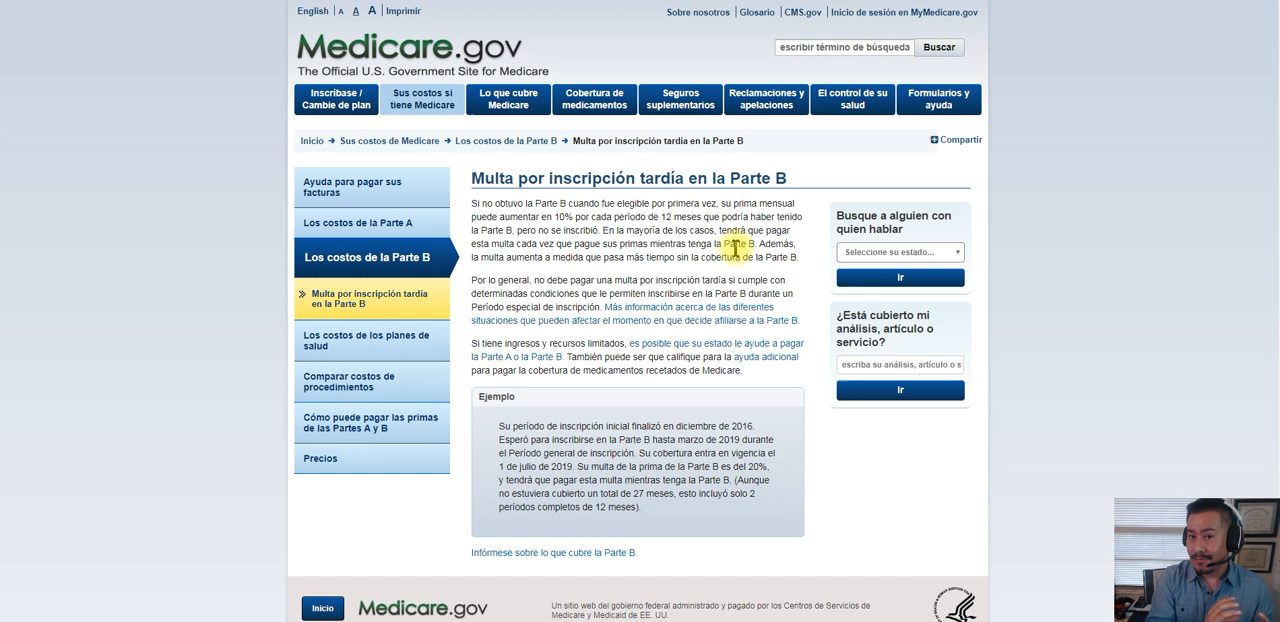 English
A
A
A
Imprimir
Sobre nosotros
Glosario
CMS.gov
Inicio de sesión en MyMedicare.gov
Medicare.gov
The Official U.S. Government Site for Medicare
escribir término de búsqueda
Buscar
Inscríbase /
Cambie de plan
Sus costos si
tiene Medicare
Lo que cubre
Medicare
Cobertura de
medicamentos
Seguros
suplementarios
Reclamaciones y
apelaciones
El control de su
salud
Formularios y
ayuda
Inicio → Sus costos de Medicare → Los costos de la Parte B → Multa por inscripción tardía en la Parte B
Compartir
Ayuda para pagar sus
facturas
Los costos de la Parte A
Los costos de la Parte B
» Multa por inscripción tardía
en la Parte B
Los costos de los planes de
salud
Comparar costos de
procedimientos
Cómo puede pagar las primas
de las Partes A y B
Precios
Multa por inscripción tardía en la Parte B
Si no obtuvo la Parte B cuando fue elegible por primera vez, su prima mensual
puede aumentar en 10% por cada período de 12 meses que podría haber tenido
la Parte B, pero no se inscribió. En la mayoría de los casos, tendrá que pagar
esta multa cada vez que pague sus primas mientras tenga la Parte B. Además,
la multa aumenta a medida que pasa más tiempo sin la cobertura de la Parte B.
Por lo general, no debe pagar una multa por inscripción tardía si cumple con
determinadas condiciones que le permiten inscribirse en la Parte B durante un
Período especial de inscripción. Más información acerca de las diferentes
situaciones que pueden afectar el momento en que decide afiliarse a la Parte B.
Si tiene ingresos y recursos limitados, es posible que su estado le ayude a pagar
la Parte A o la Parte B. También puede ser que califique para la ayuda adicional
para pagar la cobertura de medicamentos recetados de Medicare.
Ejemplo
Su período de inscripción inicial finalizó en diciembre de 2016.
Esperó para inscribirse en la Parte B hasta marzo de 2019 durante
el Período general de inscripción. Su cobertura entra en vigencia el
1 de julio de 2019. Su multa de la prima de la Parte B es del 20%,
y tendrá que pagar esta multa mientras tenga la Parte B. (Aunque
no estuviera cubierto un total de 27 meses, esto incluyó solo 2
períodos completos de 12 meses).
Infórmese sobre lo que cubre la Parte B.
Busque a alguien con
quien hablar
Seleccione su estado...
Ir
¿Está cubierto mi
análisis, artículo o
servicio?
escriba su análisis, artículo o s
Ir
Inicio
Medicare.gov
Un sitio web del gobierno federal administrado y pagado por los Centros de Servicios de
Medicare y Medicaid de EE. UU.